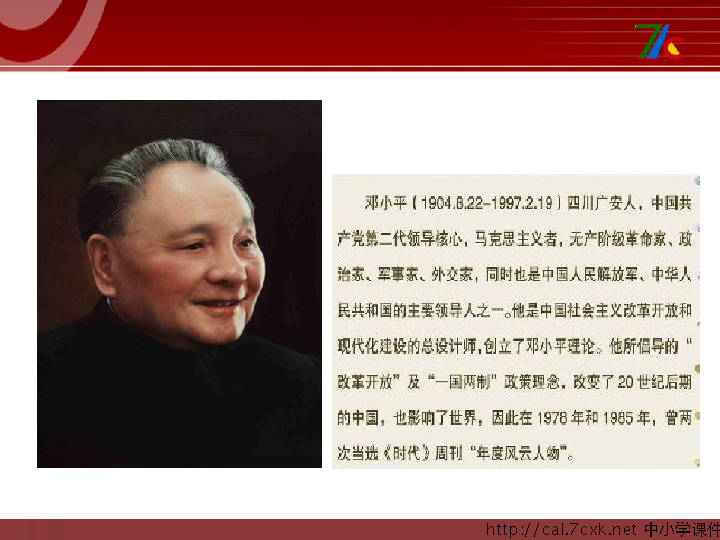 7c
邓小平（1904.8.22-1997.2.19）四川广安人，中国共
产党第二代领导核心，马克思主义者，无产阶级革命家、政
治家、军事家、外交家，同时也是中国人民解放军、中华人
民共和国的主要领导人之一。他是中国社会主义改革开放和
现代化建设的总设计师，创立了邓小平理论。他所倡导的“
改革开放”及“一国两制”政策理念，改变了20世纪后期
的中国，也影响了世界，因此在1978年和1985年，曾两
次当选《时代》周刊“年度风云人物”。
http://cai.7cxk.net 中小学课件